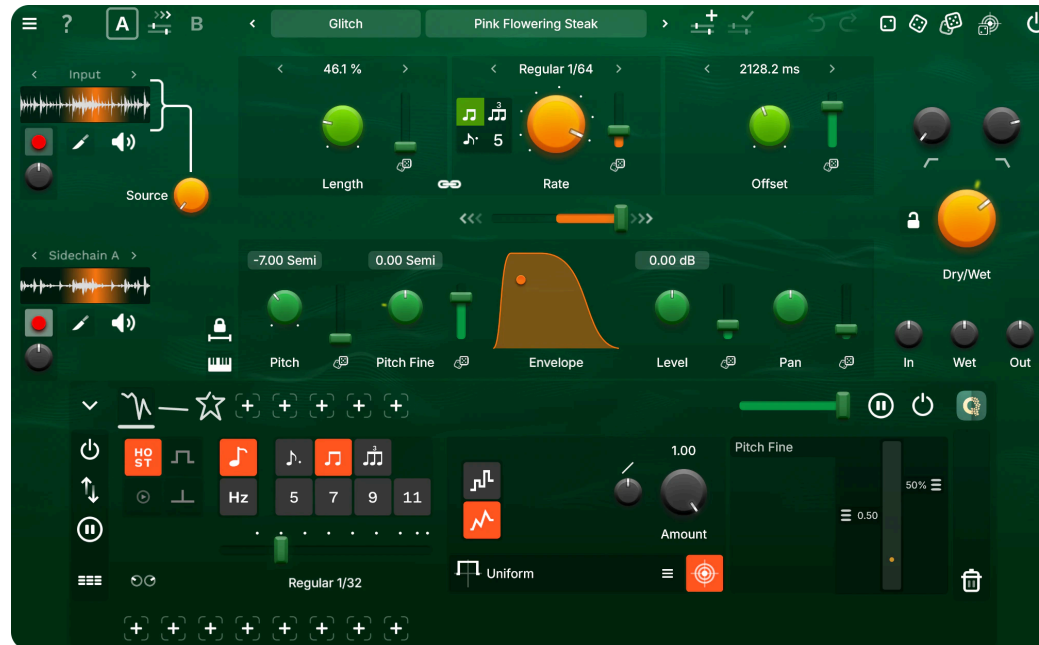 ? A B Glitch Pink Flowering Steak
Input
46.1 %
Regular 1/64
2128.2 ms
3
5
Source
Length
Rate
Offset
Sidechain A
-7.00 Semi
0.00 Semi
0.00 dB
Dry/Wet
Pitch
Pitch Fine
Envelope
Level
Pan
In
Wet
Out
HO
ST
3
Hz
5
7
9
11
Regular 1/32
1.00
Amount
Uniform
Pitch Fine
50%
0.50